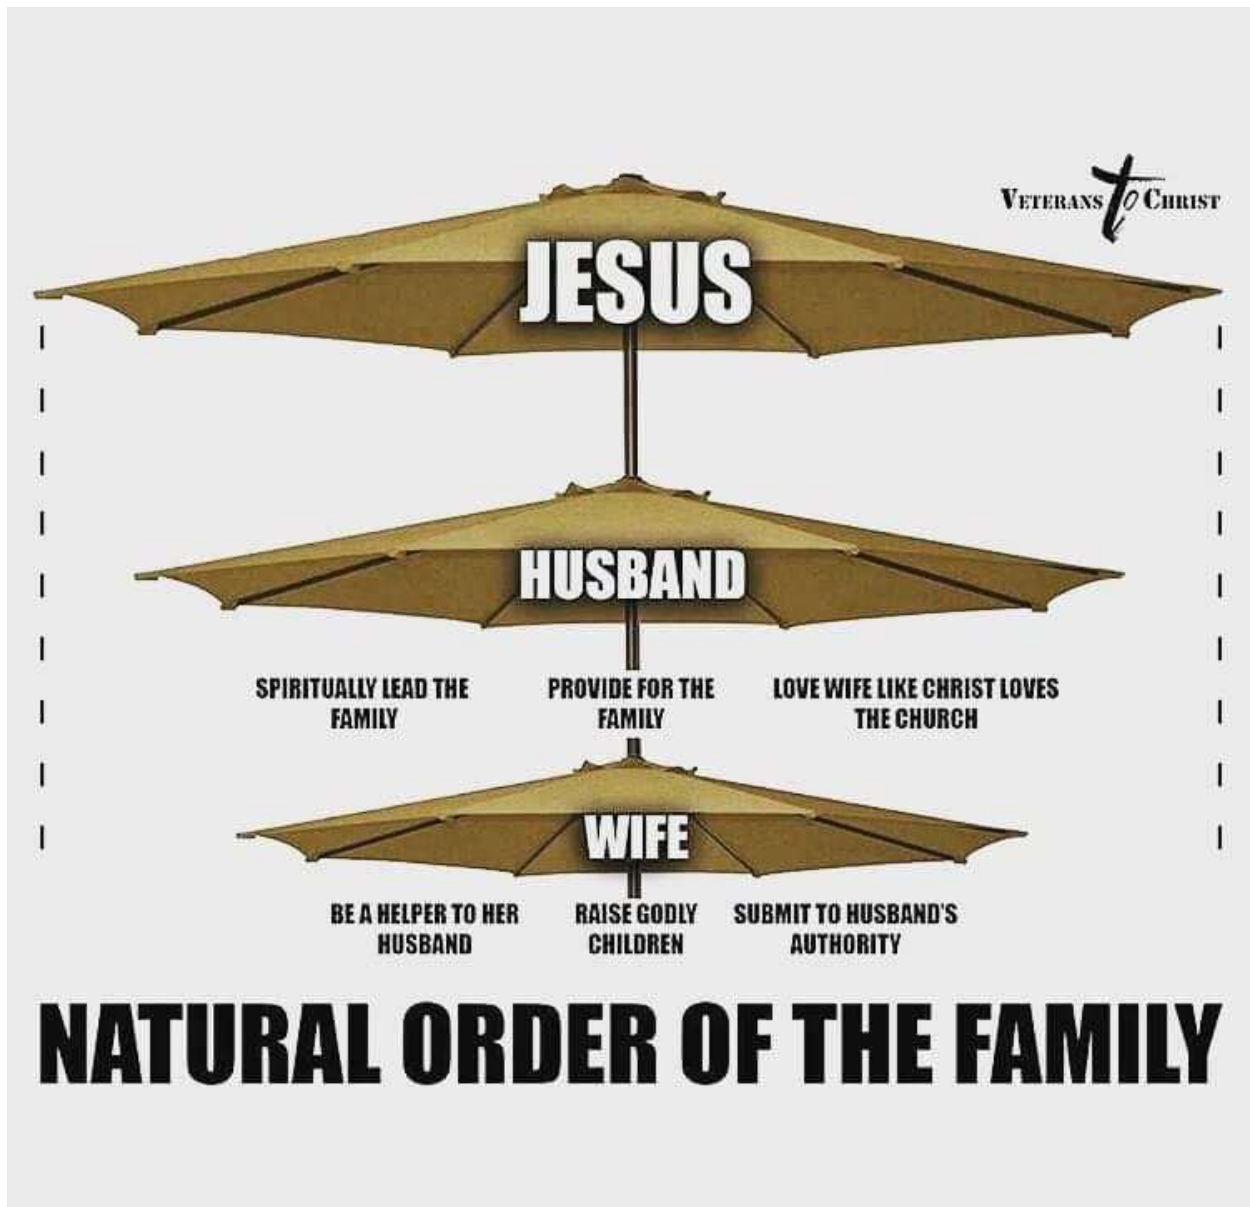 VETERANS TO CHRIST
JESUS
HUSBAND
SPIRITUALLY LEAD THE
FAMILY
PROVIDE FOR THE
FAMILY
LOVE WIFE LIKE CHRIST LOVES
THE CHURCH
WIFE
BE A HELPER TO HER
HUSBAND
RAISE GODLY
CHILDREN
SUBMIT TO HUSBAND'S
AUTHORITY
NATURAL ORDER OF THE FAMILY